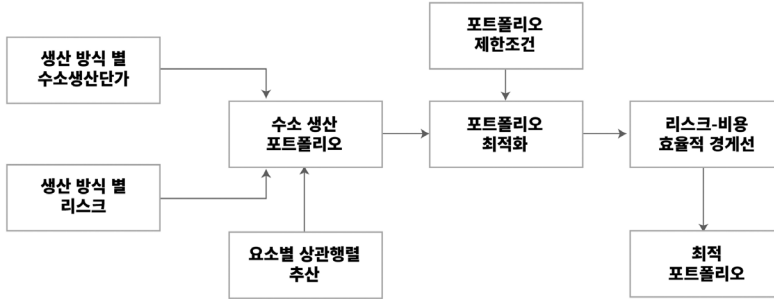 생산 방식 별
수소생산단가
생산 방식 별
리스크
수소 생산
포트폴리오
요소별 상관행렬
추산
포트폴리오
제한조건
포트폴리오
최적화
리스크-비용
효율적 경게선
최적
포트폴리오